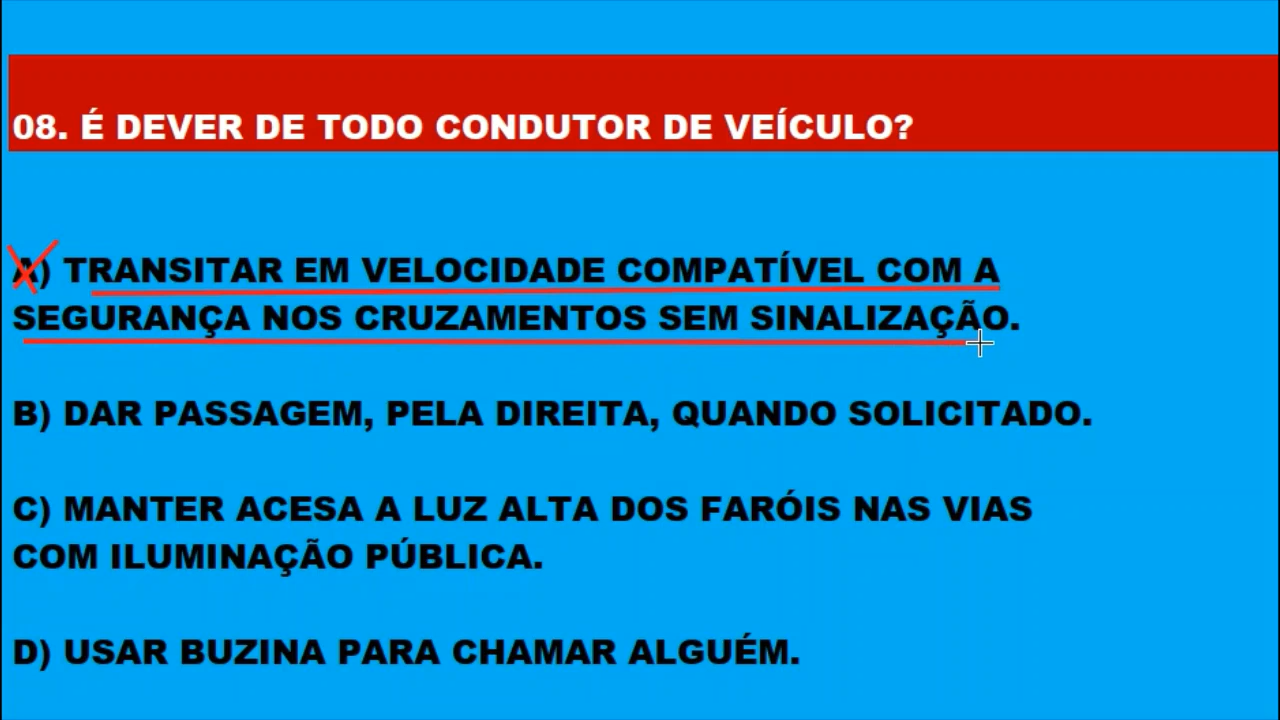 08. É DEVER DE TODO CONDUTOR DE VEÍCULO?
A) TRANSITAR EM VELOCIDADE COMPATÍVEL COM A
SEGURANÇA NOS CRUZAMENTOS SEM SINALIZAÇÃO.
B) DAR PASSAGEM, PELA DIREITA, QUANDO SOLICITADO.
C) MANTER ACESA A LUZ ALTA DOS FARÓIS NAS VIAS
COM ILUMINAÇÃO PÚBLICA.
D) USAR BUZINA PARA CHAMAR ALGUÉM.